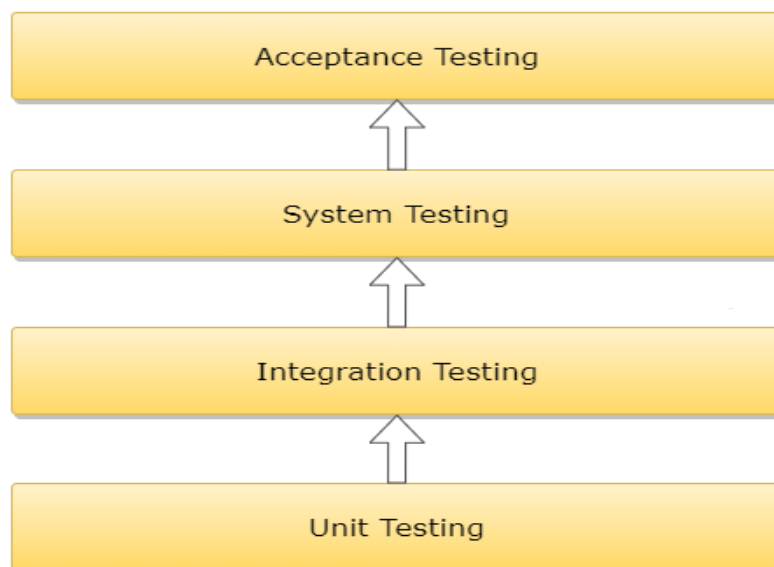 Acceptance Testing
System Testing
Integration Testing
Unit Testing